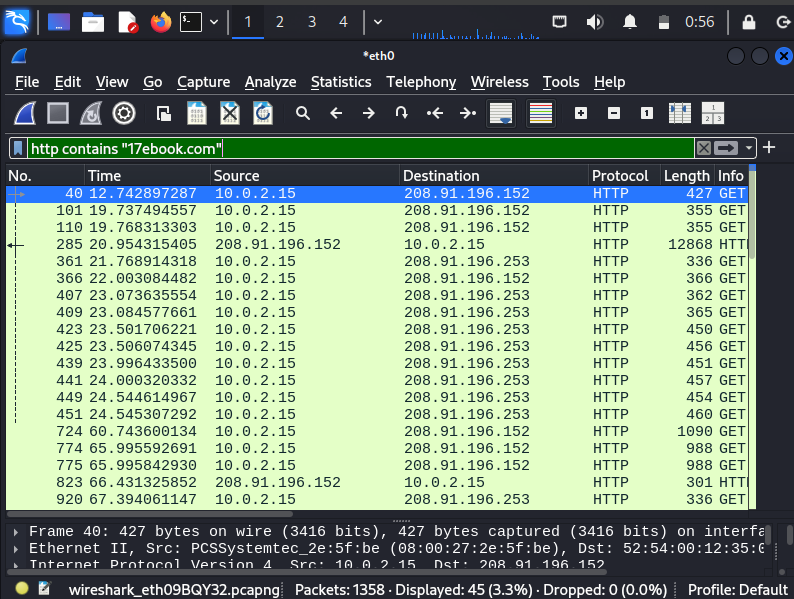 1 2 3 4 0:56
*eth0
File Edit View Go Capture Analyze Statistics Telephony Wireless Tools Help
http contains "17ebook.com"
No. Time Source Destination Protocol Length Info
40 12.742897287 10.0.2.15 208.91.196.152 HTTP 427 GET
101 19.737494557 10.0.2.15 208.91.196.152 HTTP 355 GET
110 19.768313303 10.0.2.15 208.91.196.152 HTTP 355 GET
285 20.954315405 208.91.196.152 10.0.2.15 HTTP 12868 HTT
361 21.768914318 10.0.2.15 208.91.196.253 HTTP 336 GET
366 22.003084482 10.0.2.15 208.91.196.152 HTTP 366 GET
407 23.073635554 10.0.2.15 208.91.196.253 HTTP 362 GET
409 23.084577661 10.0.2.15 208.91.196.253 HTTP 365 GET
423 23.501706221 10.0.2.15 208.91.196.253 HTTP 450 GET
425 23.506074345 10.0.2.15 208.91.196.253 HTTP 456 GET
439 23.996433500 10.0.2.15 208.91.196.253 HTTP 451 GET
441 24.000320332 10.0.2.15 208.91.196.253 HTTP 457 GET
449 24.544614967 10.0.2.15 208.91.196.253 HTTP 454 GET
451 24.545307292 10.0.2.15 208.91.196.253 HTTP 460 GET
724 60.743600134 10.0.2.15 208.91.196.152 HTTP 1090 GET
774 65.995592691 10.0.2.15 208.91.196.152 HTTP 988 GET
775 65.995842930 10.0.2.15 208.91.196.152 HTTP 988 GET
823 66.431325852 208.91.196.152 10.0.2.15 HTTP 301 HTT
920 67.394061147 10.0.2.15 208.91.196.253 HTTP 336 GET
Frame 40: 427 bytes on wire (3416 bits), 427 bytes captured (3416 bits) on interfa
Ethernet II, Src: PCSSystemtec_2e:5f:be (08:00:27:2e:5f:be), Dst: 52:54:00:12:35:0
Internet Protocol Version 4, Src: 10.0.2.15, Dst: 208.91.196.152
wireshark_eth09BQY32.pcapng Packets: 1358 · Displayed: 45 (3.3%) · Dropped: 0 (0.0%) Profile: Default